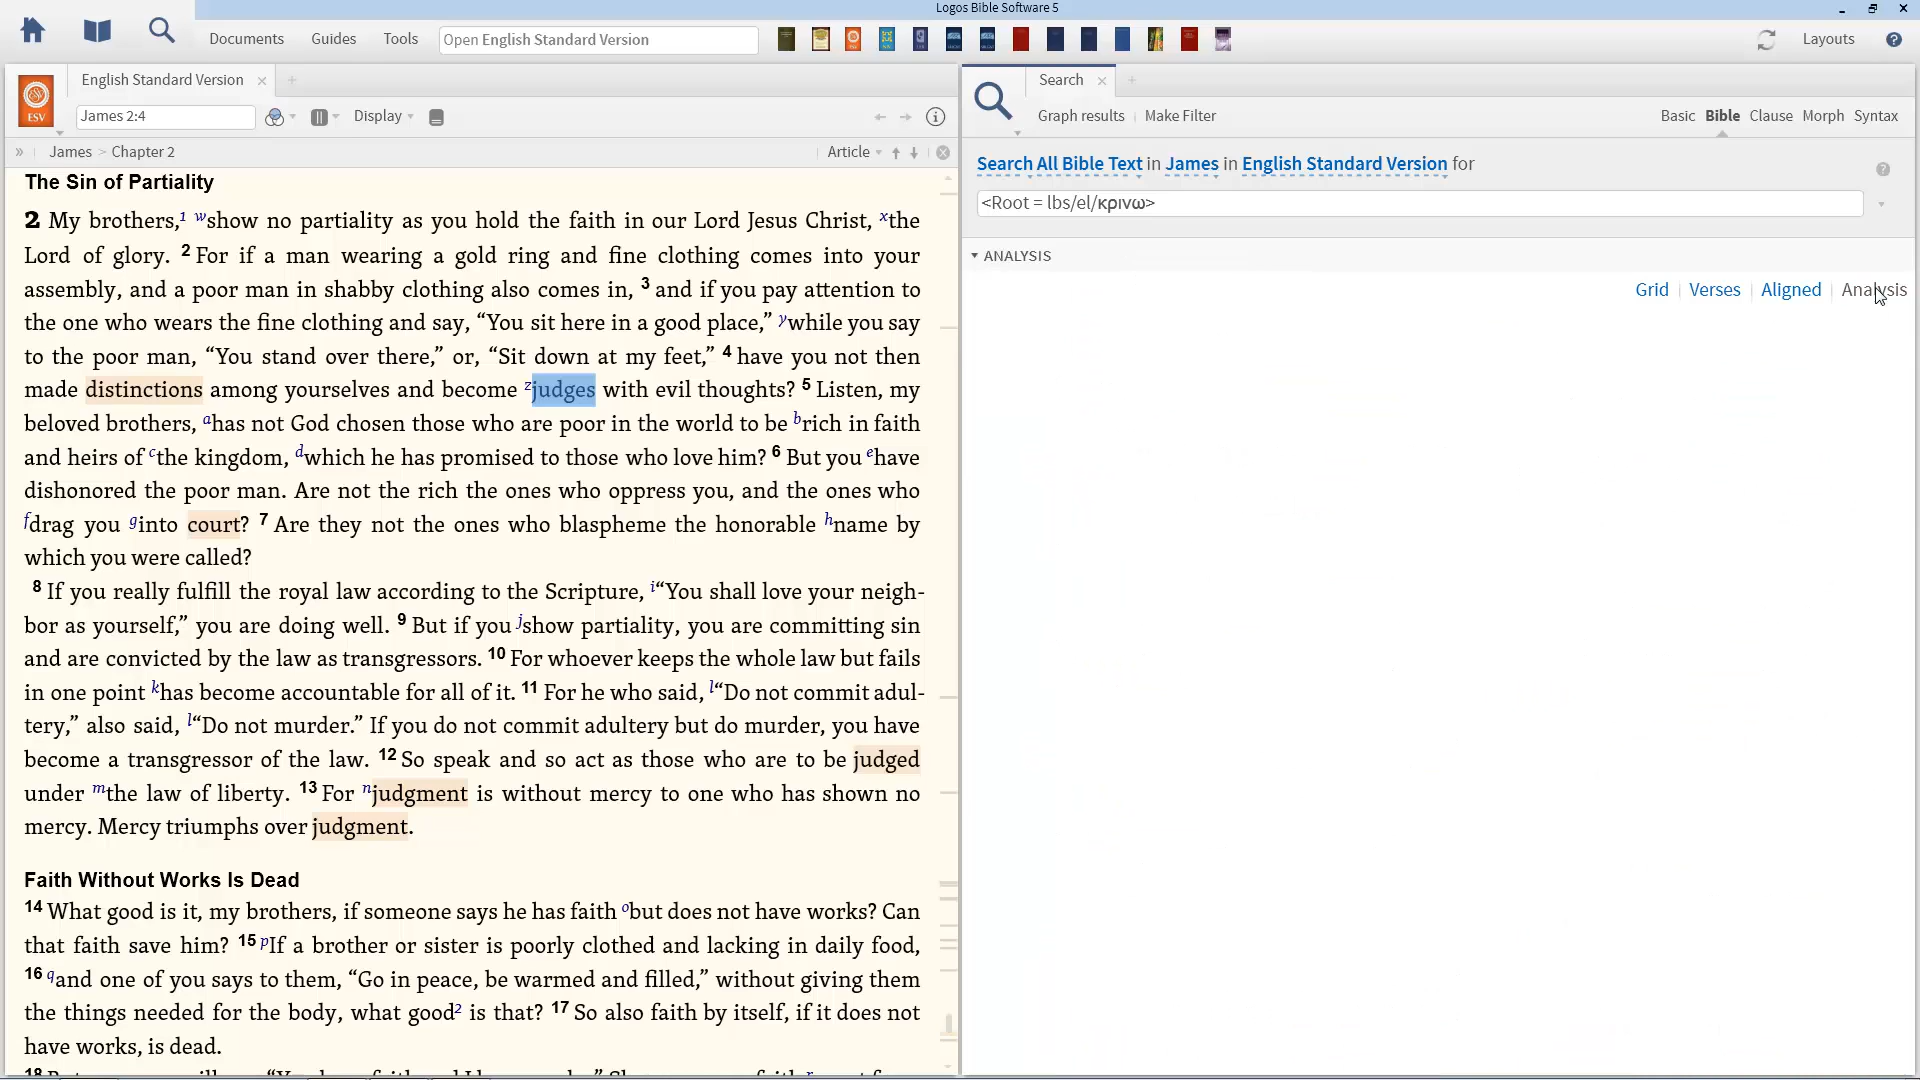 Logos Bible Software 5
Documents Guides Tools Open English Standard Version Layouts
English Standard Version
James 2:4 Display
James > Chapter 2 Article
ESV
The Sin of Partiality
2 My brothers,1 wshow no partiality as you hold the faith in our Lord Jesus Christ, xthe
Lord of glory. 2 For if a man wearing a gold ring and fine clothing comes into your
assembly, and a poor man in shabby clothing also comes in, 3 and if you pay attention to
the one who wears the fine clothing and say, “You sit here in a good place,” ywhile you say
to the poor man, “You stand over there,” or, “Sit down at my feet,” 4 have you not then
made distinctions among yourselves and become zjudges with evil thoughts? 5 Listen, my
beloved brothers, ahas not God chosen those who are poor in the world to be brich in faith
and heirs of cthe kingdom, dwhich he has promised to those who love him? 6 But you ehave
dishonored the poor man. Are not the rich the ones who oppress you, and the ones who
fdrag you ginto court? 7 Are they not the ones who blaspheme the honorable hname by
which you were called?
8 If you really fulfill the royal law according to the Scripture, i“You shall love your neigh-
bor as yourself,” you are doing well. 9 But if you jshow partiality, you are committing sin
and are convicted by the law as transgressors. 10 For whoever keeps the whole law but fails
in one point khas become accountable for all of it. 11 For he who said, l“Do not commit adul-
tery,” also said, l“Do not murder.” If you do not commit adultery but do murder, you have
become a transgressor of the law. 12 So speak and so act as those who are to be judged
under mthe law of liberty. 13 For njudgment is without mercy to one who has shown no
mercy. Mercy triumphs over judgment.
Faith Without Works Is Dead
14 What good is it, my brothers, if someone says he has faith obut does not have works? Can
that faith save him? 15 pIf a brother or sister is poorly clothed and lacking in daily food,
16 qand one of you says to them, “Go in peace, be warmed and filled,” without giving them
the things needed for the body, what good2 is that? 17 So also faith by itself, if it does not
have works, is dead.
Search
Graph results Make Filter Basic Bible Clause Morph Syntax
Search All Bible Text in James in English Standard Version for
<Root = lbs/el/κρινω>
ANALYSIS
Grid Verses Aligned Analysis